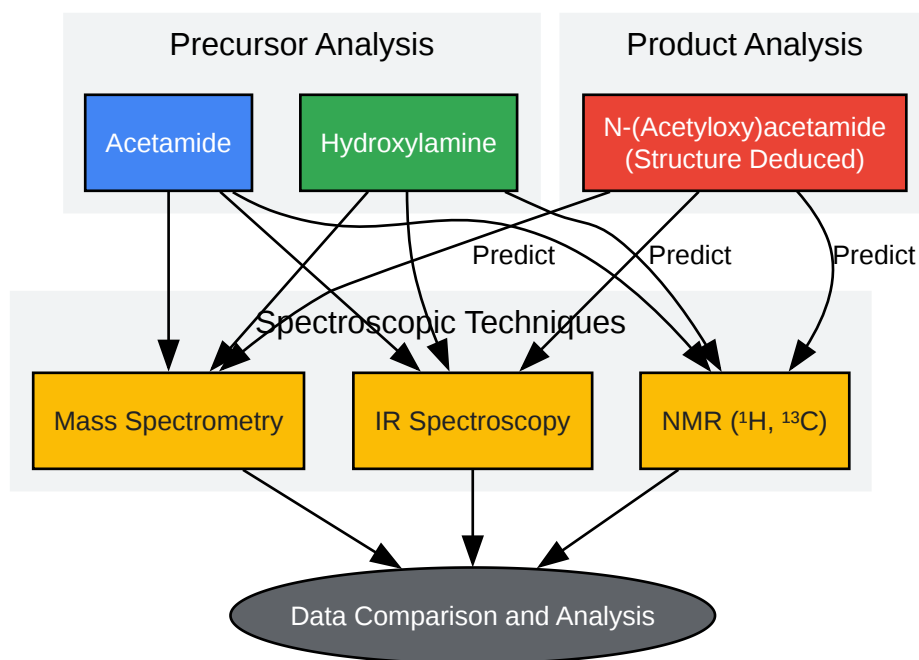 Precursor Analysis
Product Analysis
Acetamide
Hydroxylamine
N-(Acetyloxy)acetamide
(Structure Deduced)
Predict
Predict
Predict
Spectroscopic Techniques
Mass Spectrometry
IR Spectroscopy
NMR (¹H, ¹³C)
Data Comparison and Analysis